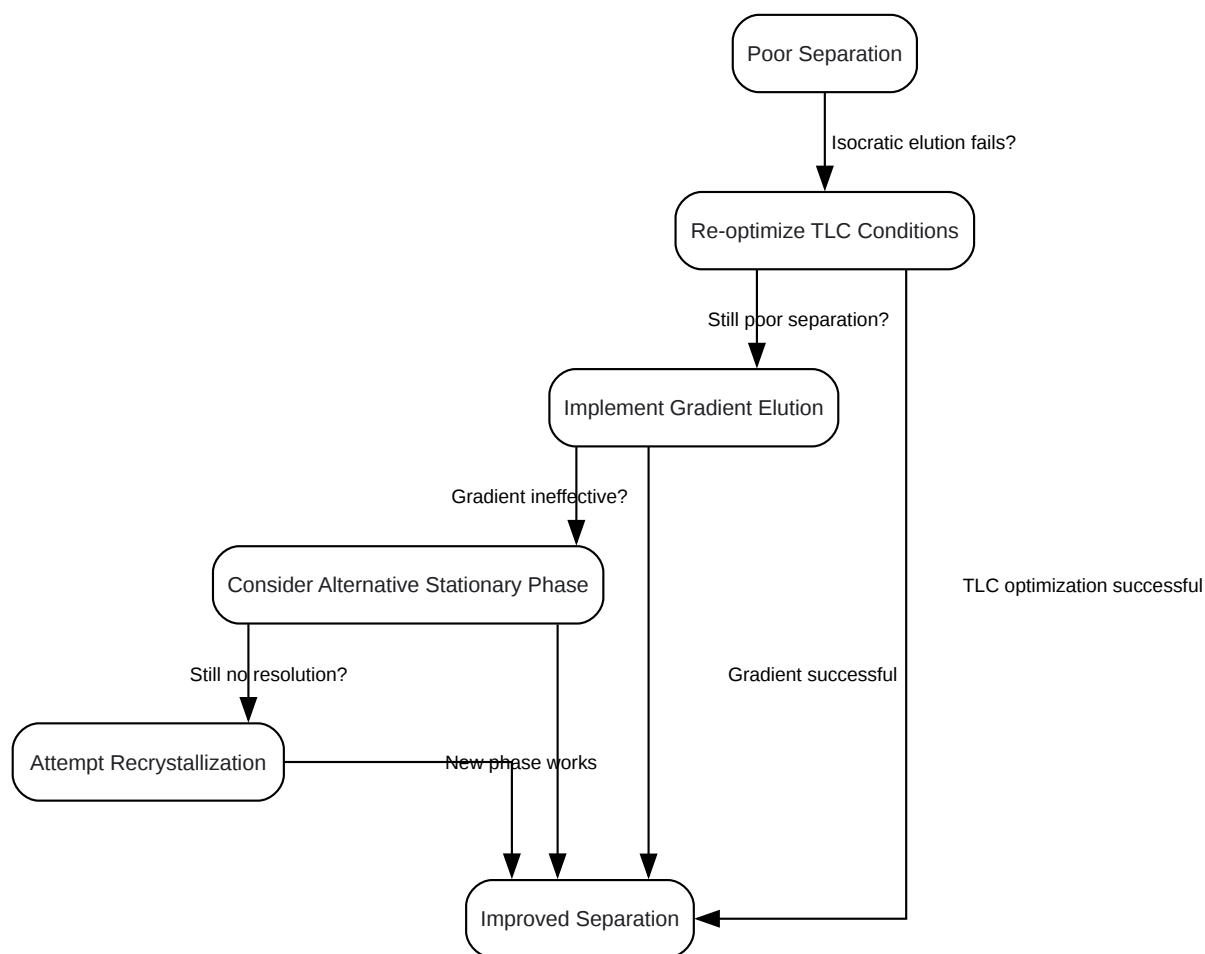 Poor Separation
Isocratic elution fails?
Re-optimize TLC Conditions
Still poor separation?
Implement Gradient Elution
Gradient ineffective?
Consider Alternative Stationary Phase
TLC optimization successful
Still no resolution?
Gradient successful
Attempt Recrystallization
New phase works
Improved Separation